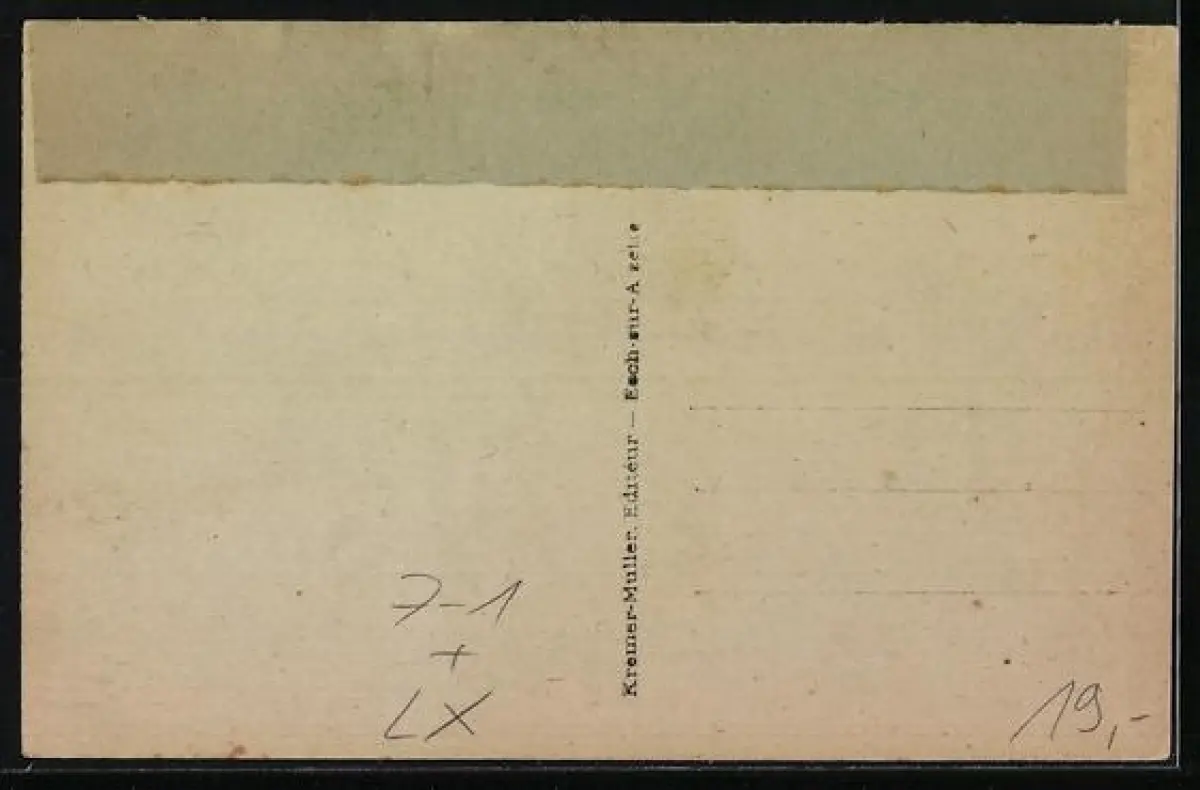 Kremer-Muller, Editeur — Esch-sur-Alzette
7-1
+
LX
19,-